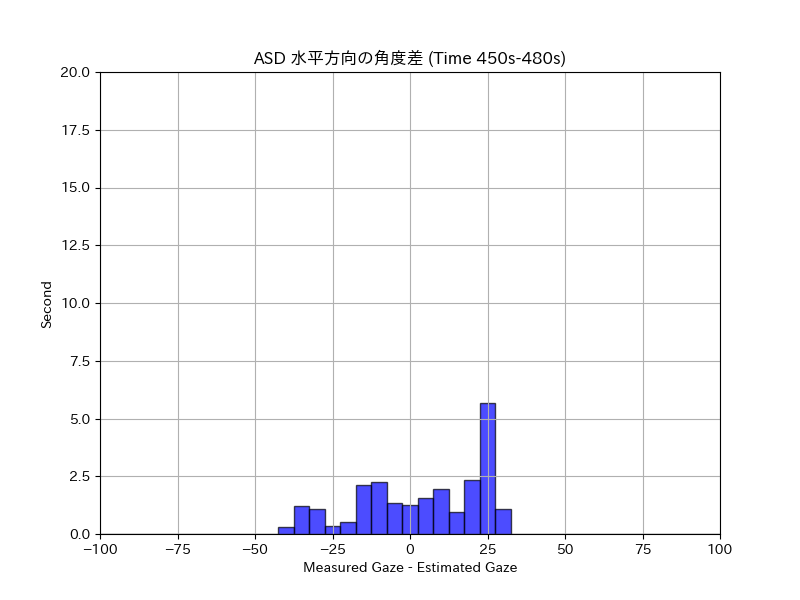 ASD 水平方向の角度差 (Time 450s-480s)
20.0
17.5
15.0
12.5
10.0
7.5
5.0
2.5
0.0
Second
−100 −75 −50 −25 0 25 50 75 100
Measured Gaze - Estimated Gaze